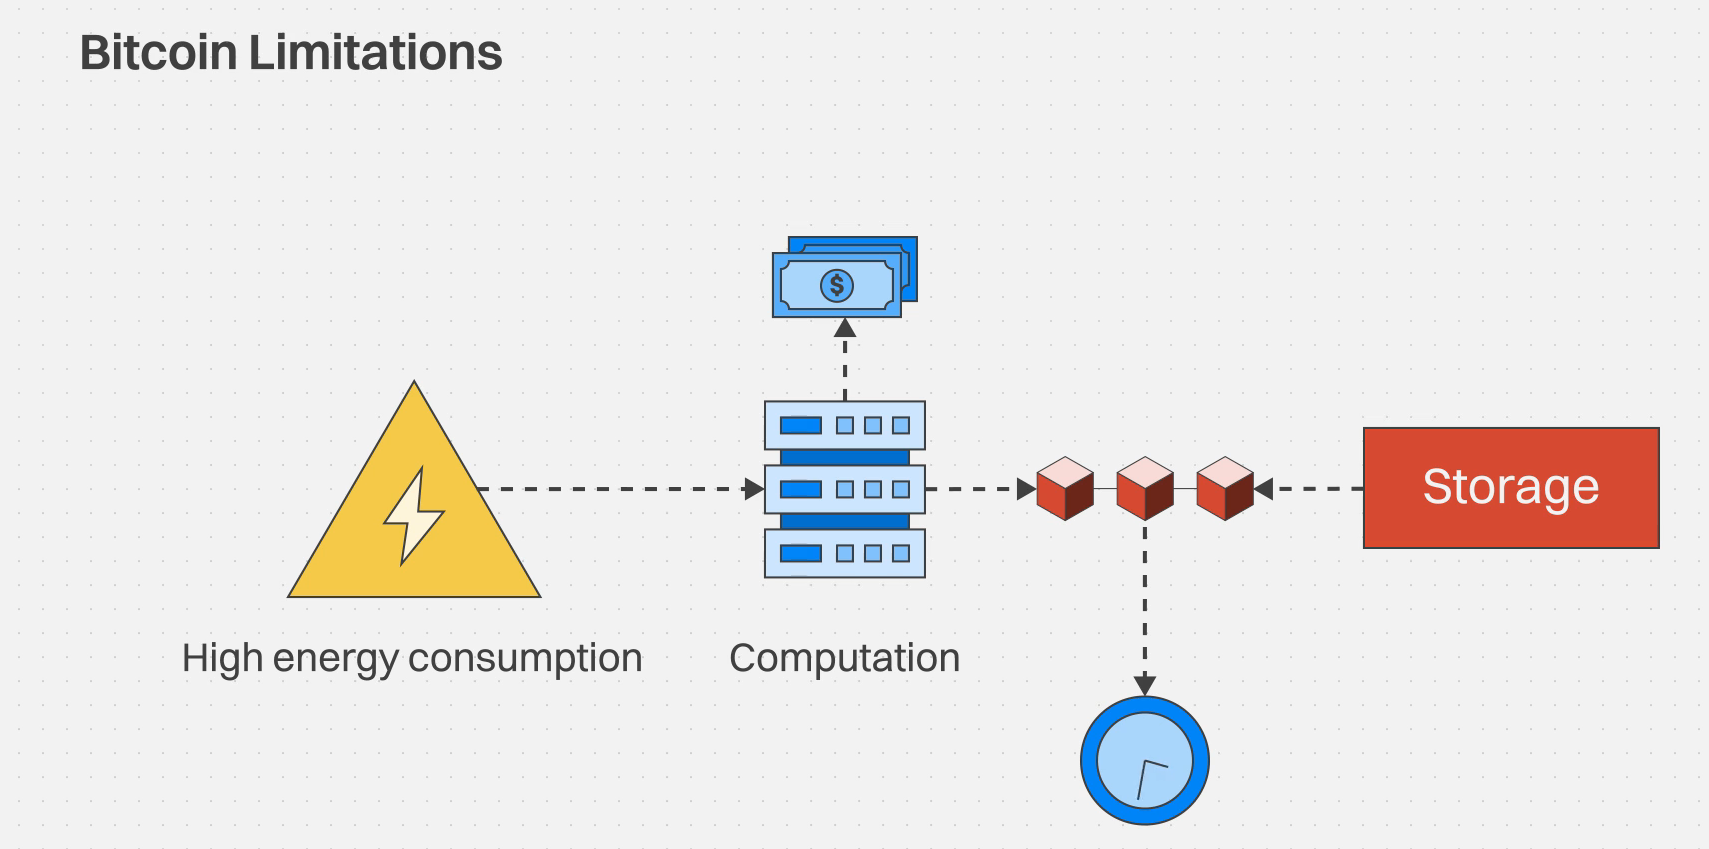 Bitcoin Limitations
$
Storage
High energy consumption
Computation